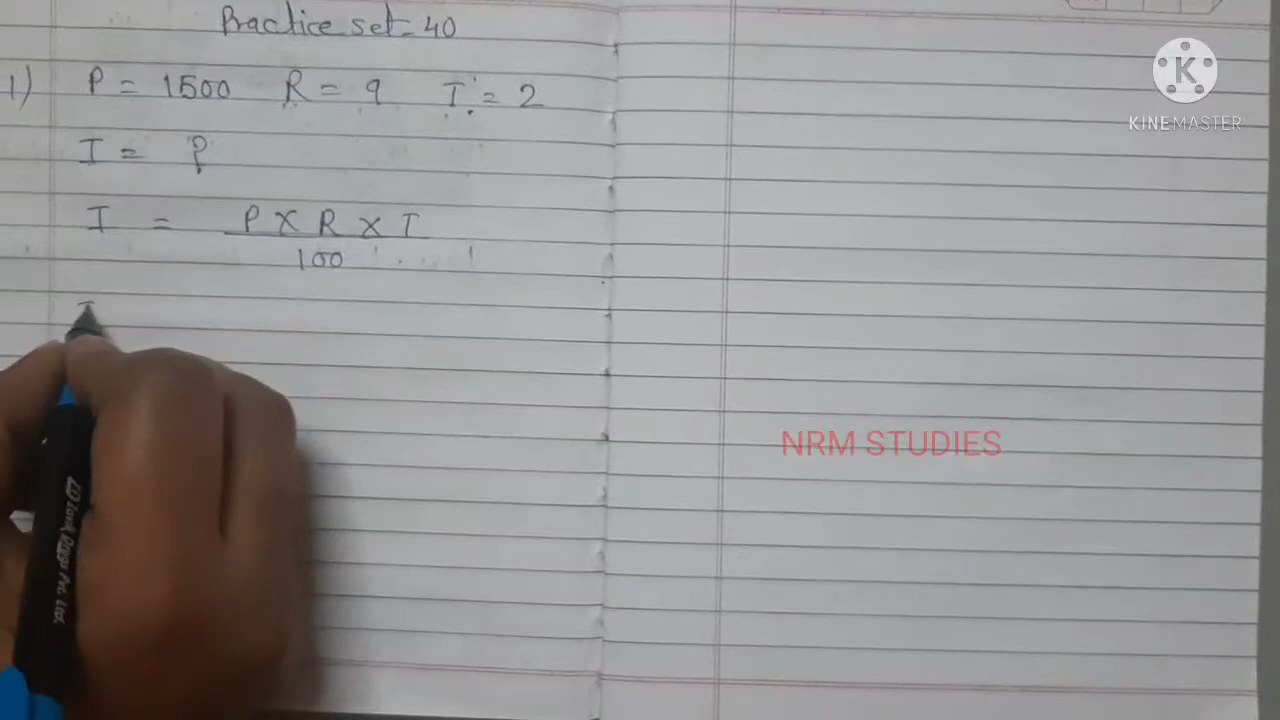 Practice set - 40
1) P = 1500 R = 9 T = 2
I = ?
I = P X R X T
100
I
KINEMASTER
NRM STUDIES